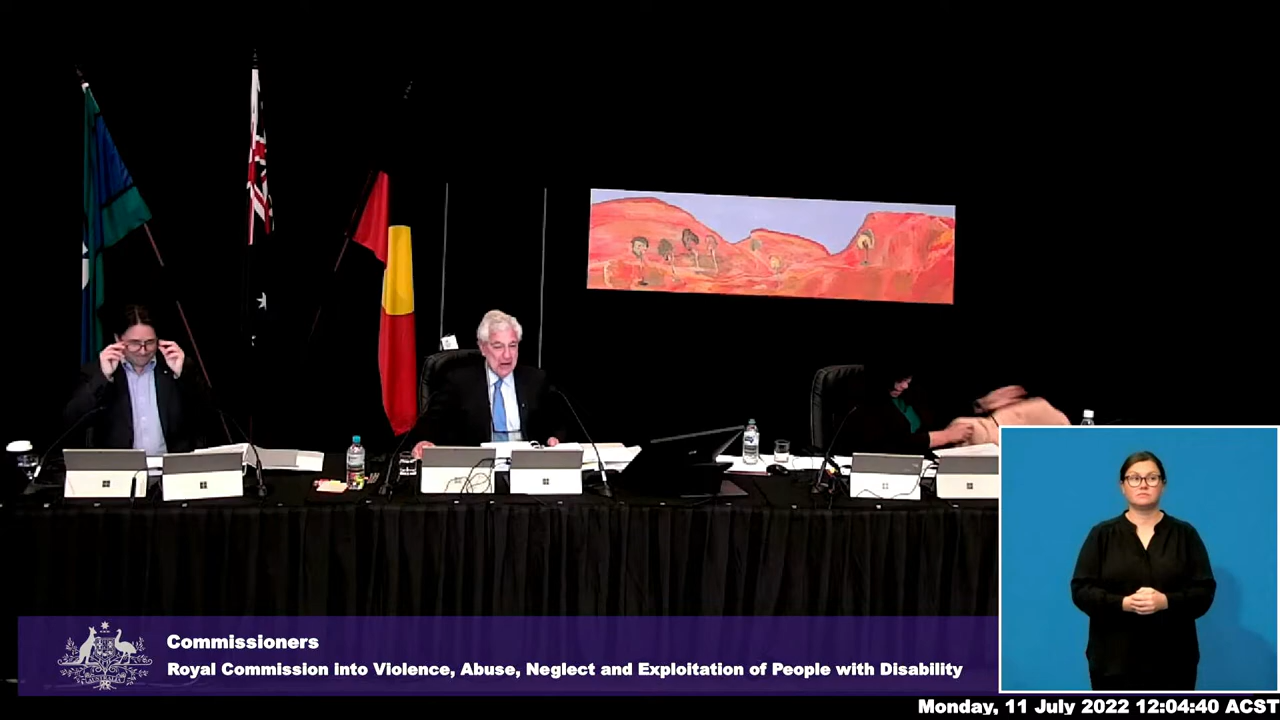 Commissioners
Royal Commission into Violence, Abuse, Neglect and Exploitation of People with Disability
AUSTRALIA
Monday, 11 July 2022 12:04:40 ACST